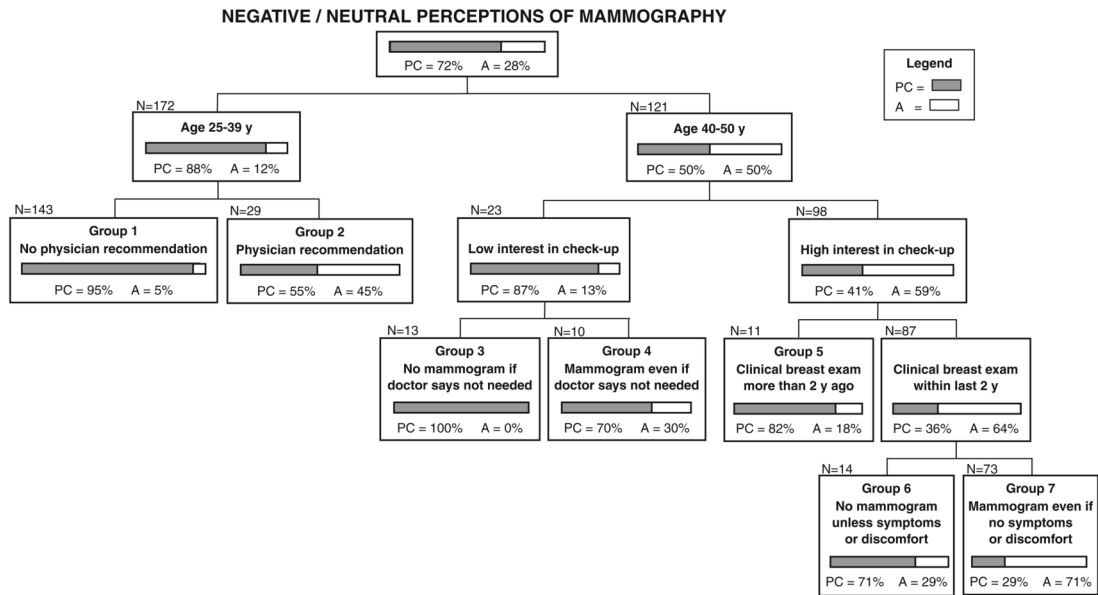 NEGATIVE / NEUTRAL PERCEPTIONS OF MAMMOGRAPHY
PC = 72% A = 28%
Legend
PC =
A =
N=172
Age 25-39 y
PC = 88% A = 12%
N=121
Age 40-50 y
PC = 50% A = 50%
N=143
Group 1
No physician recommendation
PC = 95% A = 5%
N=29
Group 2
Physician recommendation
PC = 55% A = 45%
N=23
Low interest in check-up
PC = 87% A = 13%
N=98
High interest in check-up
PC = 41% A = 59%
N=13
Group 3
No mammogram if
doctor says not needed
PC = 100% A = 0%
N=10
Group 4
Mammogram even if
doctor says not needed
PC = 70% A = 30%
N=11
Group 5
Clinical breast exam
more than 2 y ago
PC = 82% A = 18%
N=87
Clinical breast exam
within last 2 y
PC = 36% A = 64%
N=14
Group 6
No mammogram
unless symptoms
or discomfort
PC = 71% A = 29%
N=73
Group 7
Mammogram even if
no symptoms
or discomfort
PC = 29% A = 71%